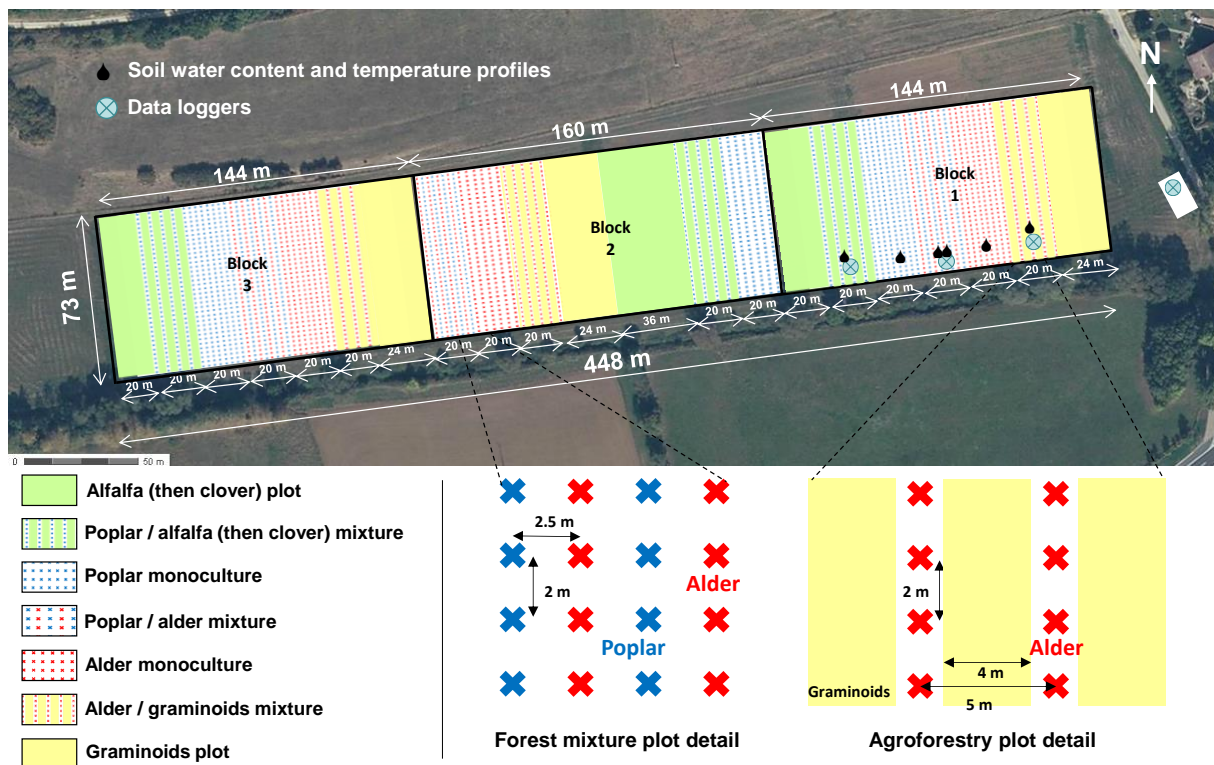 Soil water content and temperature profiles
Data loggers
N
144 m
160 m
144 m
73 m
Block
1
Block
2
Block
3
20 m
20 m
20 m
20 m
20 m
20 m
24 m
20 m
20 m
20 m
24 m
36 m
20 m
20 m
20 m
20 m
20 m
20 m
20 m
20 m
24 m
448 m
0 50 m
Alfalfa (then clover) plot
Poplar / alfalfa (then clover) mixture
Poplar monoculture
Poplar / alder mixture
Alder monoculture
Alder / graminoids mixture
Graminoids plot
2.5 m
2 m
Alder
Poplar
Forest mixture plot detail
2 m
Alder
4 m
5 m
Graminoids
Agroforestry plot detail